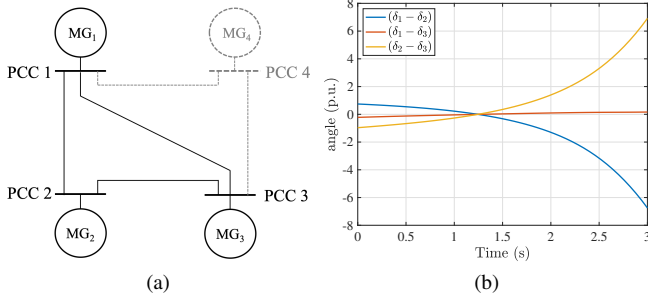 MG₁
MG₄
PCC 1
PCC 4
PCC 2
PCC 3
MG₂
MG₃
(a)
8
6
4
2
0
-2
-4
-6
-8
angle (p.u.)
(δ₁ − δ₂)
(δ₁ − δ₃)
(δ₂ − δ₃)
0
0.5
1
1.5
2
2.5
3
Time (s)
(b)